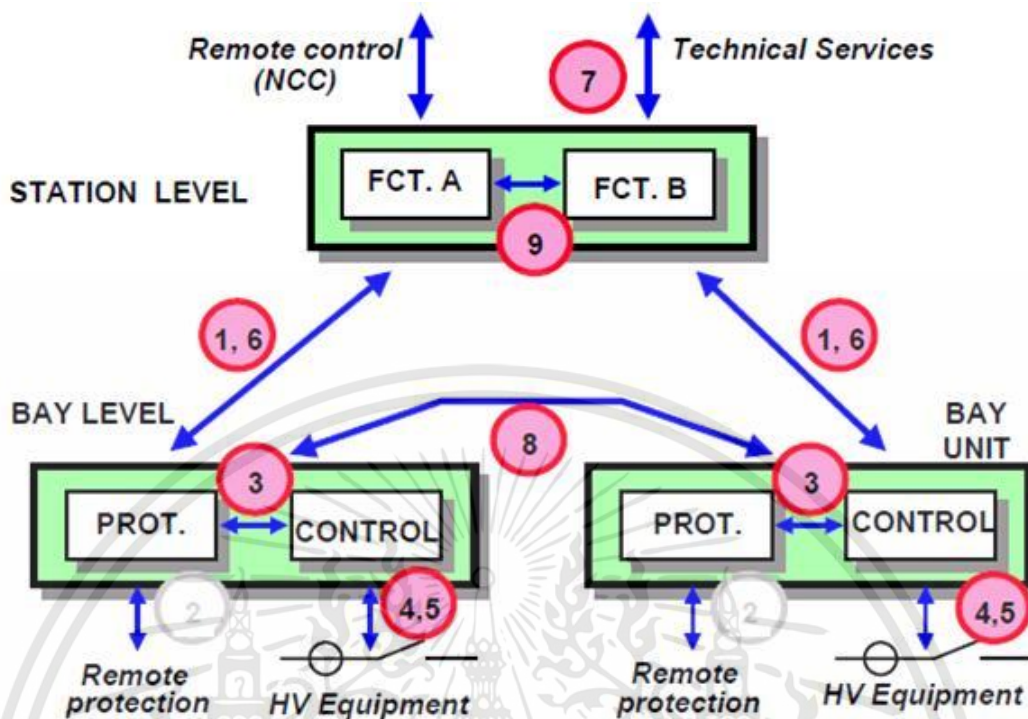 Remote control
(NCC)
7
Technical Services
STATION LEVEL
FCT. A
FCT. B
9
1, 6
1, 6
BAY LEVEL
8
BAY
UNIT
3
PROT.
CONTROL
3
PROT.
CONTROL
2
4,5
2
4,5
Remote
protection
HV Equipment
Remote
protection
HV Equipment